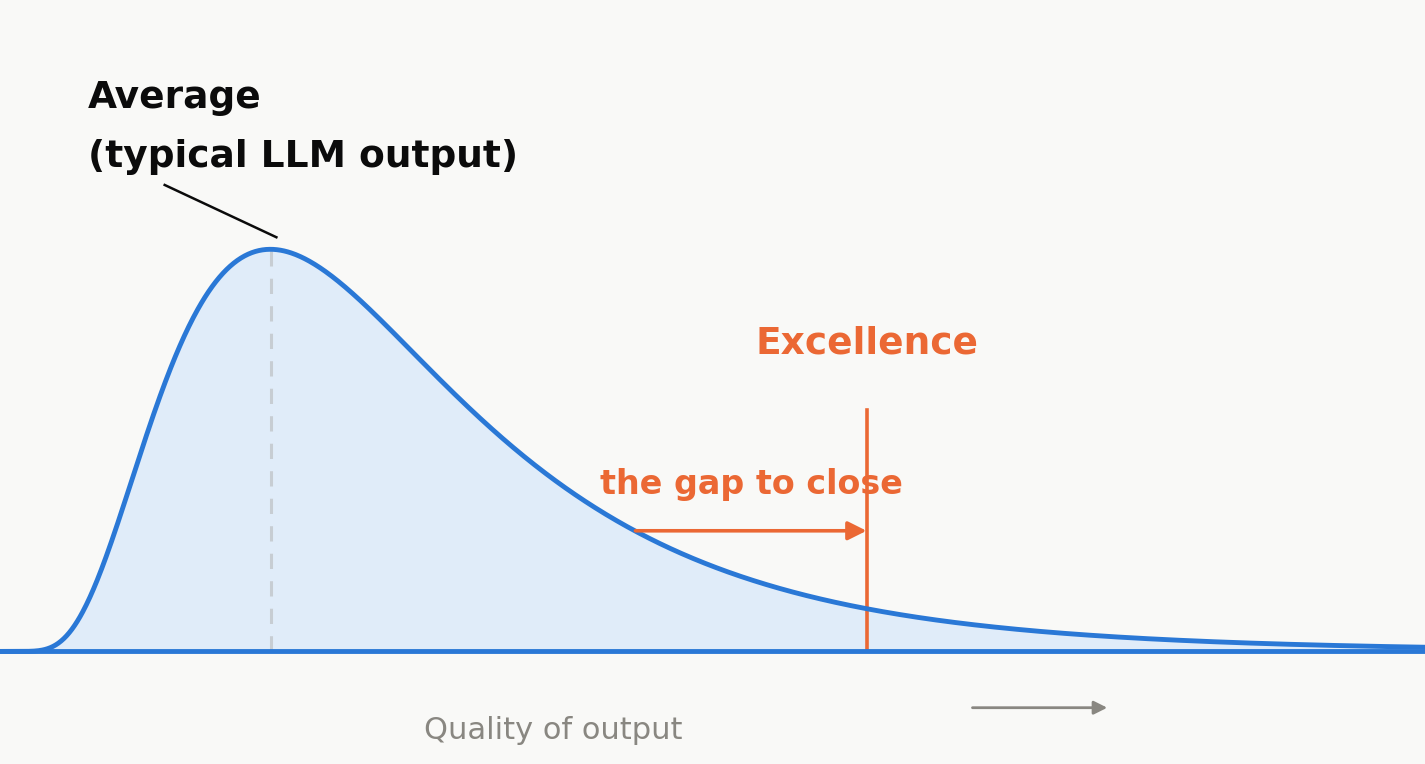 Average
(typical LLM output)
Excellence
the gap to close
Quality of output